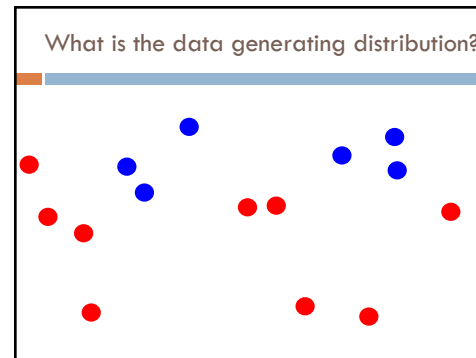 What is the data generating distribution?